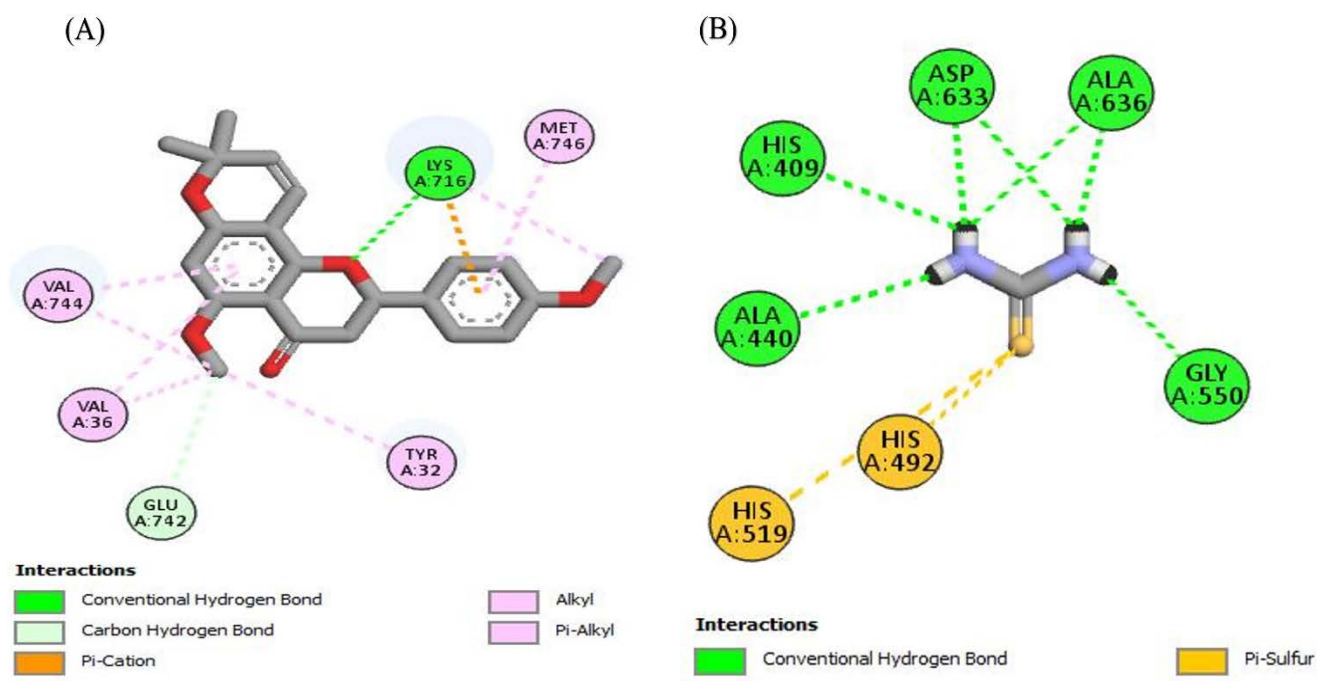 (A)
MET
A:746
LYS
A:716
VAL
A:744
VAL
A:36
TYR
A:32
GLU
A:742
Interactions
Conventional Hydrogen Bond
Carbon Hydrogen Bond
Pi-Cation
Alkyl
Pi-Alkyl
(B)
ASP
A:633
ALA
A:636
HIS
A:409
ALA
A:440
GLY
A:550
HIS
A:492
HIS
A:519
Interactions
Conventional Hydrogen Bond
Pi-Sulfur